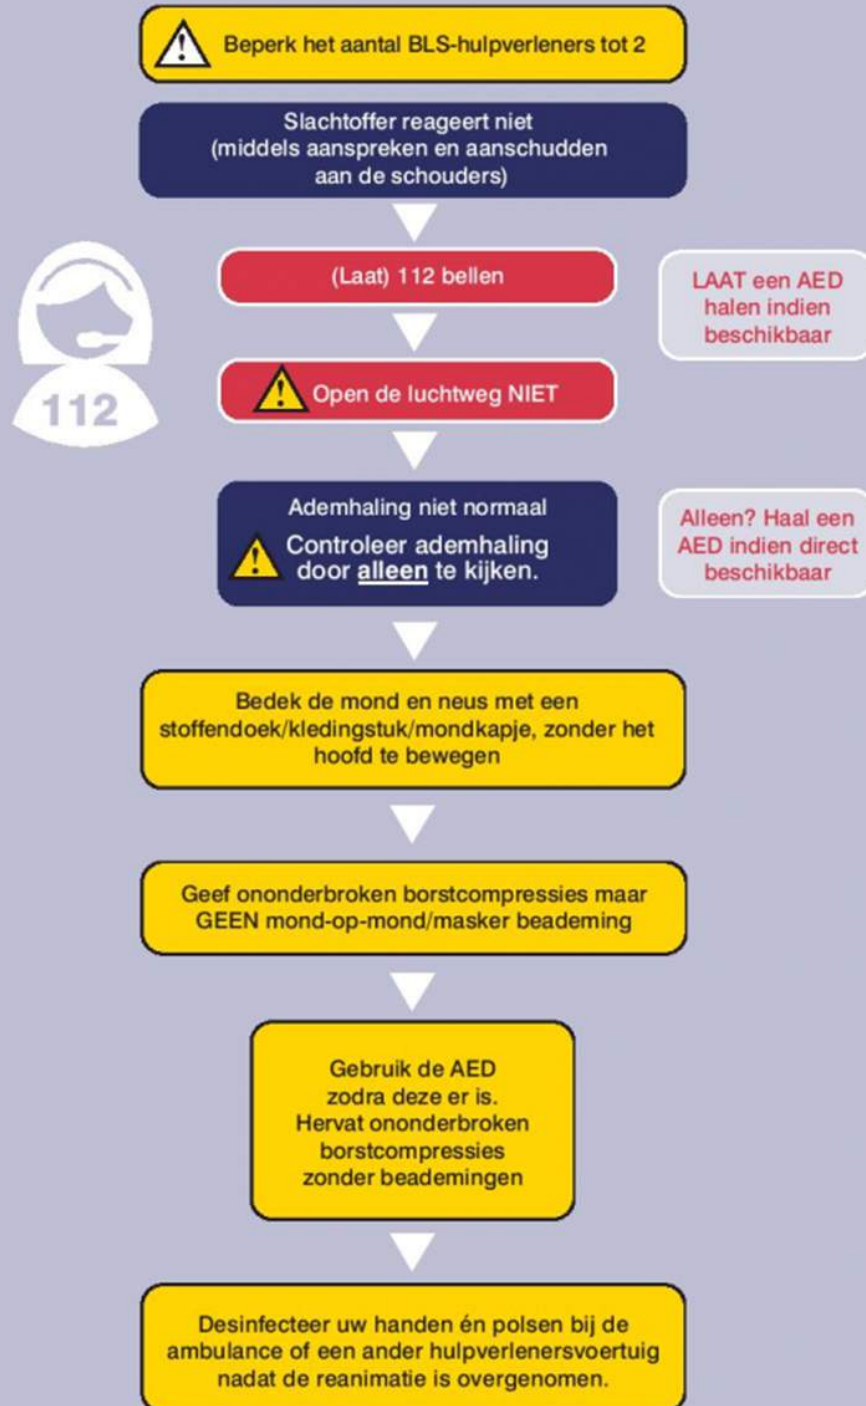 Beperk het aantal BLS-hulpverleners tot 2
Slachtoffer reageert niet
(middels aanspreken en aanschudden
aan de schouders)
(Laat) 112 bellen
LAAT een AED
halen indien
beschikbaar
112
Open de luchtweg NIET
Ademhaling niet normaal
Controleer ademhaling
door alleen te kijken.
Alleen? Haal een
AED indien direct
beschikbaar
Bedek de mond en neus met een
stoffendoek/kledingstuk/mondkapje, zonder het
hoofd te bewegen
Geef ononderbroken borstcompressies maar
GEEN mond-op-mond/masker beademing
Gebruik de AED
zodra deze er is.
Hervat ononderbroken
borstcompressies
zonder beademingen
Desinfecteer uw handen én polsen bij de
ambulance of een ander hulpverlenersvoertuig
nadat de reanimatie is overgenomen.